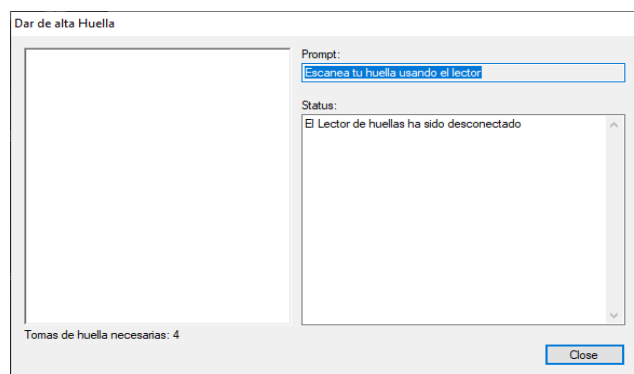 Dar de alta Huella
Prompt:
Escanea tu huella usando el lector
Status:
El Lector de huellas ha sido desconectado
Tomas de huella necesarias: 4
Close